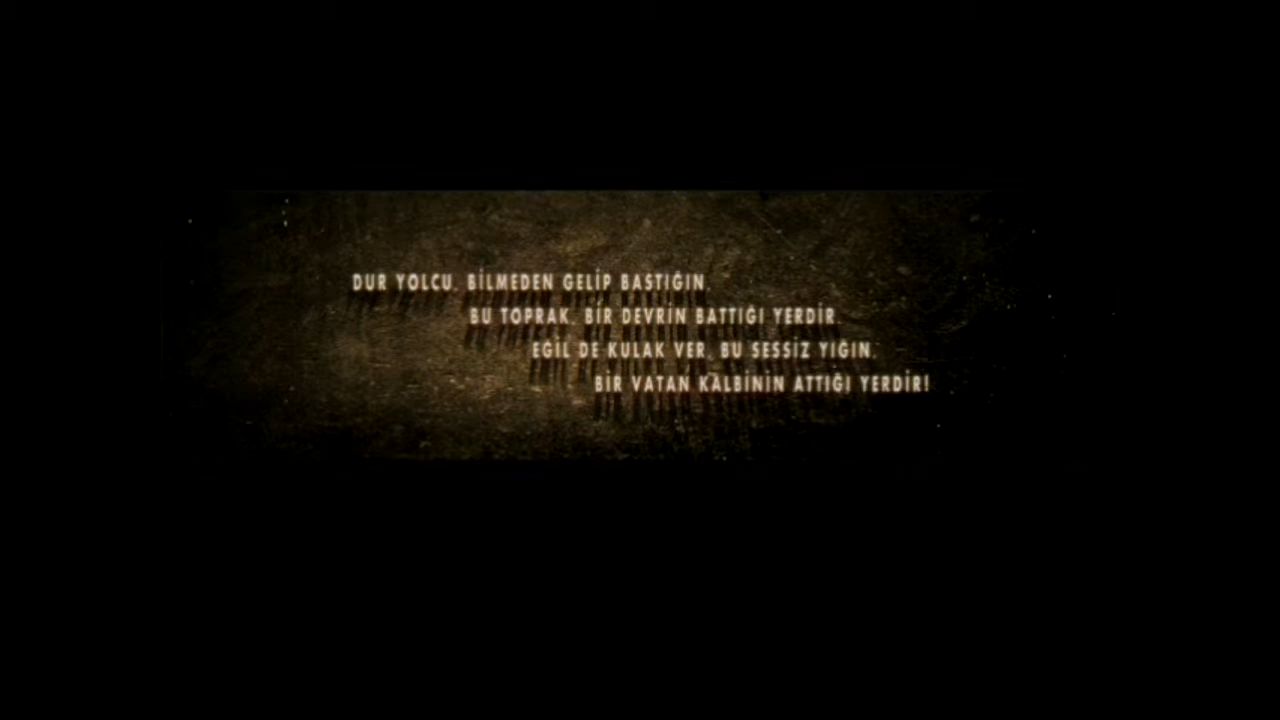 DUR YOLCU, BİLMEDEN GELİP BASTIĞIN,
BU TOPRAK, BİR DEVRİN BATTIĞI YERDİR.
EĞİL DE KULAK VER, BU SESSİZ YIĞIN,
BİR VATAN KALBİNİN ATTIĞI YERDİR!